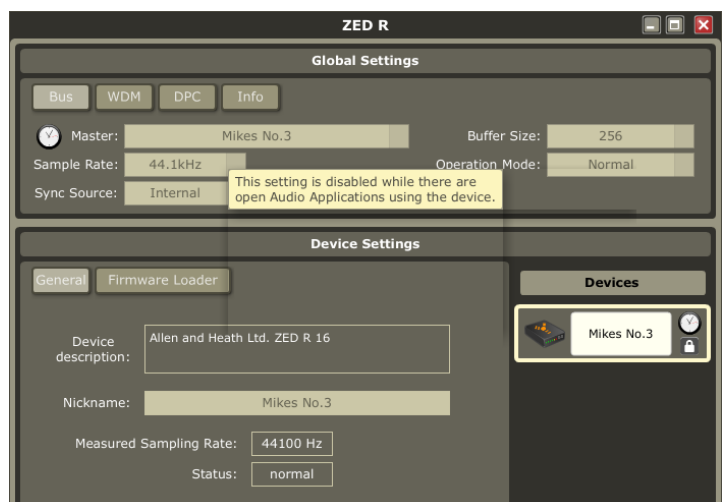 ZED R
Global Settings
Bus WDM DPC Info
Master: Mikes No.3 Buffer Size: 256
Sample Rate: 44.1kHz Operation Mode: Normal
Sync Source: Internal
This setting is disabled while there are
open Audio Applications using the device.
Device Settings
General Firmware Loader
Devices
Mikes No.3
Device
description:
Allen and Heath Ltd. ZED R 16
Nickname: Mikes No.3
Measured Sampling Rate: 44100 Hz
Status: normal